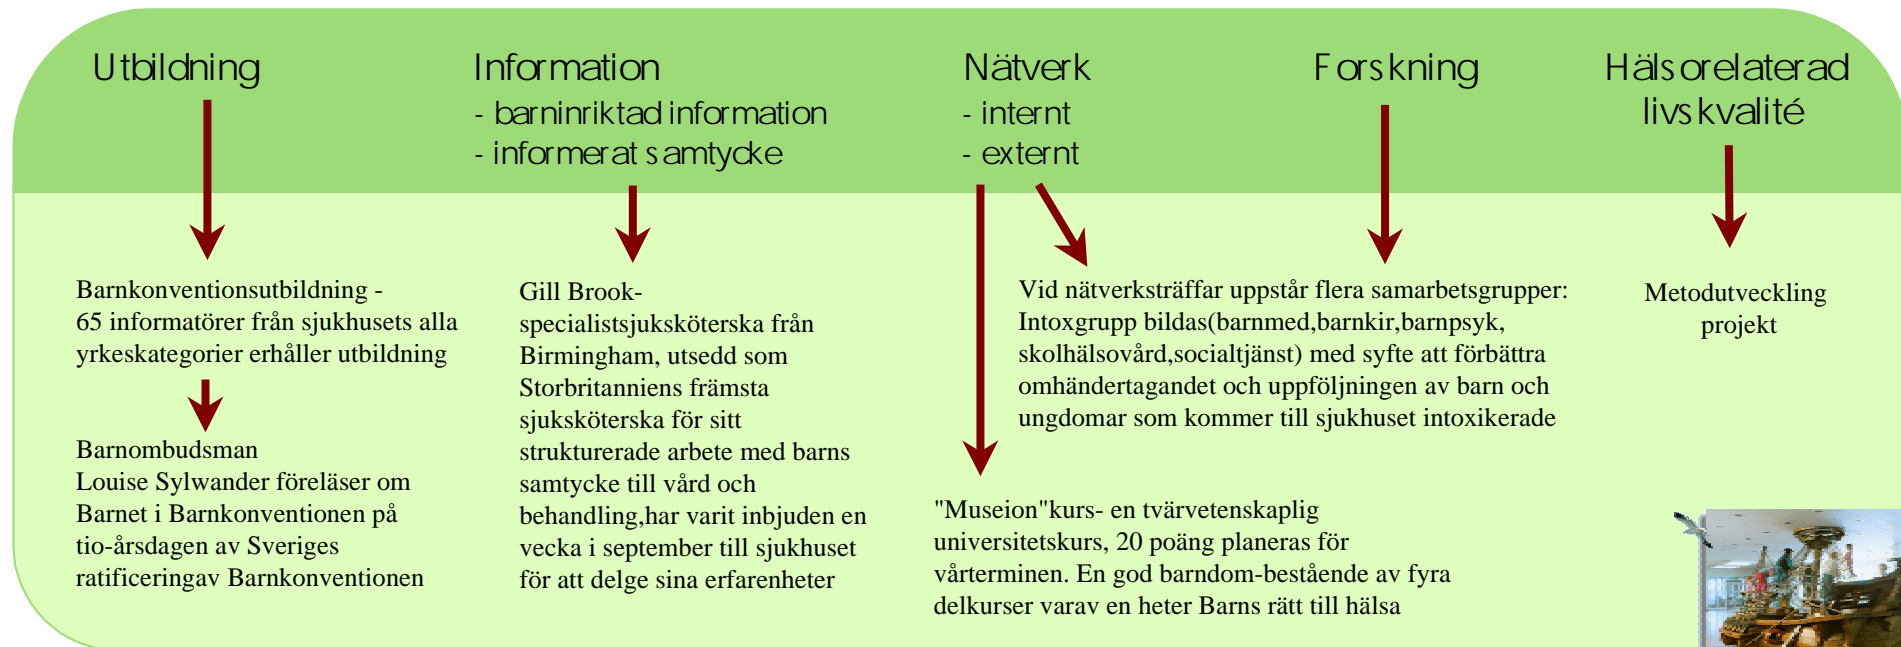 Utbildning
Information
- barninriktad information
- informerat samtycke
Nätverk
- internt
- externt
Forskning
Hälsorelaterad
livskvalité
Barnkonventionsutbildning -
65 informatörer från sjukhusets alla
yrkeskategorier erhåller utbildning
Barnombudsman
Louise Sylwander föreläser om
Barnet i Barnkonventionen på
tio-årsdagen av Sveriges
ratificeringav Barnkonventionen
Gill Brook-
specialistsjuksköterska från
Birmingham, utsedd som
Storbritanniens främsta
sjuksköterska för sitt
strukturerade arbete med barns
samtycke till vård och
behandling,har varit inbjuden en
vecka i september till sjukhuset
för att delge sina erfarenheter
Vid nätverksträffar uppstår flera samarbetsgrupper:
Intoxgrupp bildas(barnmed,barnkir,barnpsyk,
skolhälsovård,socialtjänst) med syfte att förbättra
omhändertagandet och uppföljningen av barn och
ungdomar som kommer till sjukhuset intoxikerade
"Museion"kurs- en tvärvetenskaplig
universitetskurs, 20 poäng planeras för
vårterminen. En god barndom-bestående av fyra
delkurser varav en heter Barns rätt till hälsa
Metodutveckling
projekt